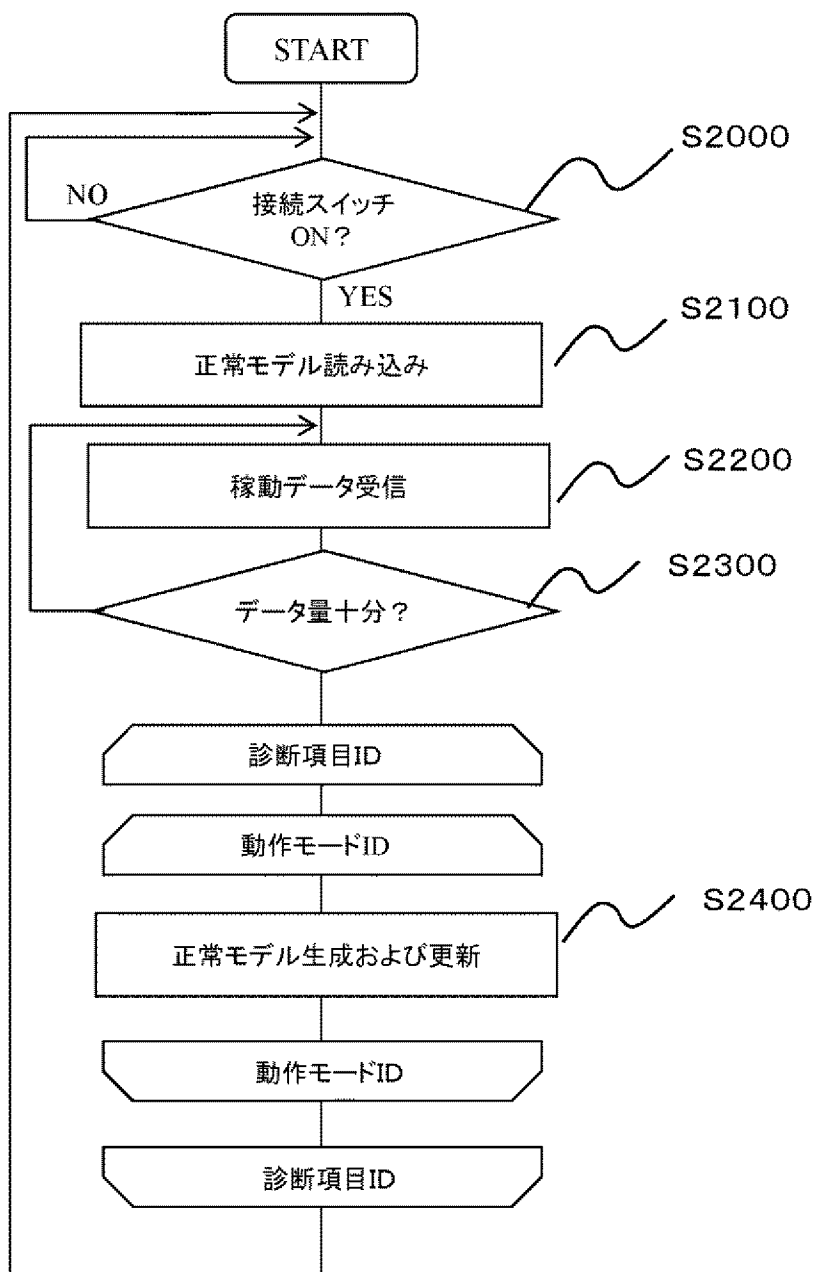 START
S2000
NO
接続スイッチ
ON?
YES
S2100
正常モデル読み込み
S2200
稼動データ受信
S2300
データ量十分?
診断項目ID
動作モードID
S2400
正常モデル生成および更新
動作モードID
診断項目ID